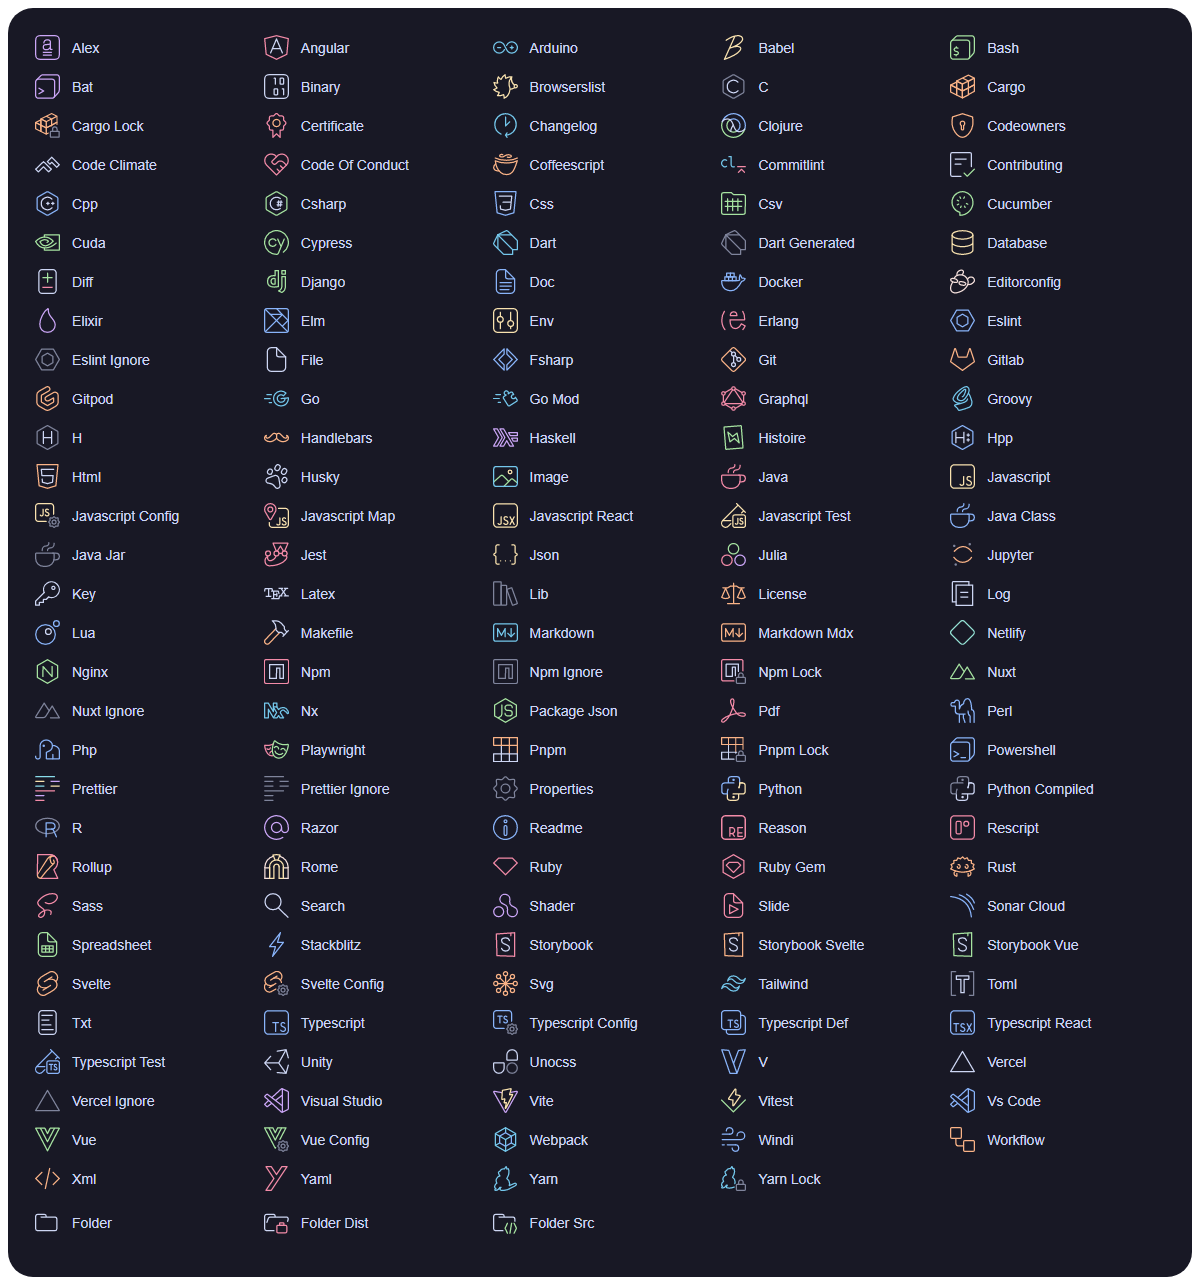 Alex Angular Arduino Babel Bash
Bat Binary Browserslist C Cargo
Cargo Lock Certificate Changelog Clojure Codeowners
Code Climate Code Of Conduct Coffeescript Commitlint Contributing
Cpp Csharp Css Csv Cucumber
Cuda Cypress Dart Dart Generated Database
Diff Django Doc Docker Editorconfig
Elixir Elm Env Erlang Eslint
Eslint Ignore File Fsharp Git Gitlab
Gitpod Go Go Mod Graphql Groovy
H Handlebars Haskell Histoire Hpp
Html Husky Image Java Javascript
Javascript Config Javascript Map Javascript React Javascript Test Java Class
Java Jar Jest Json Julia Jupyter
Key Latex Lib License Log
Lua Makefile Markdown Markdown Mdx Netlify
Nginx Npm Npm Ignore Npm Lock Nuxt
Nuxt Ignore Nx Package Json Pdf Perl
Php Playwright Pnpm Pnpm Lock Powershell
Prettier Prettier Ignore Properties Python Python Compiled
R Razor Readme Reason Rescript
Rollup Rome Ruby Ruby Gem Rust
Sass Search Shader Slide Sonar Cloud
Spreadsheet Stackblitz Storybook Storybook Svelte Storybook Vue
Svelte Svelte Config Svg Tailwind Toml
Txt Typescript Typescript Config Typescript Def Typescript React
Typescript Test Unity Unocss V Vercel
Vercel Ignore Visual Studio Vite Vitest Vs Code
Vue Vue Config Webpack Windi Workflow
Xml Yaml Yarn Yarn Lock
Folder Folder Dist Folder Src